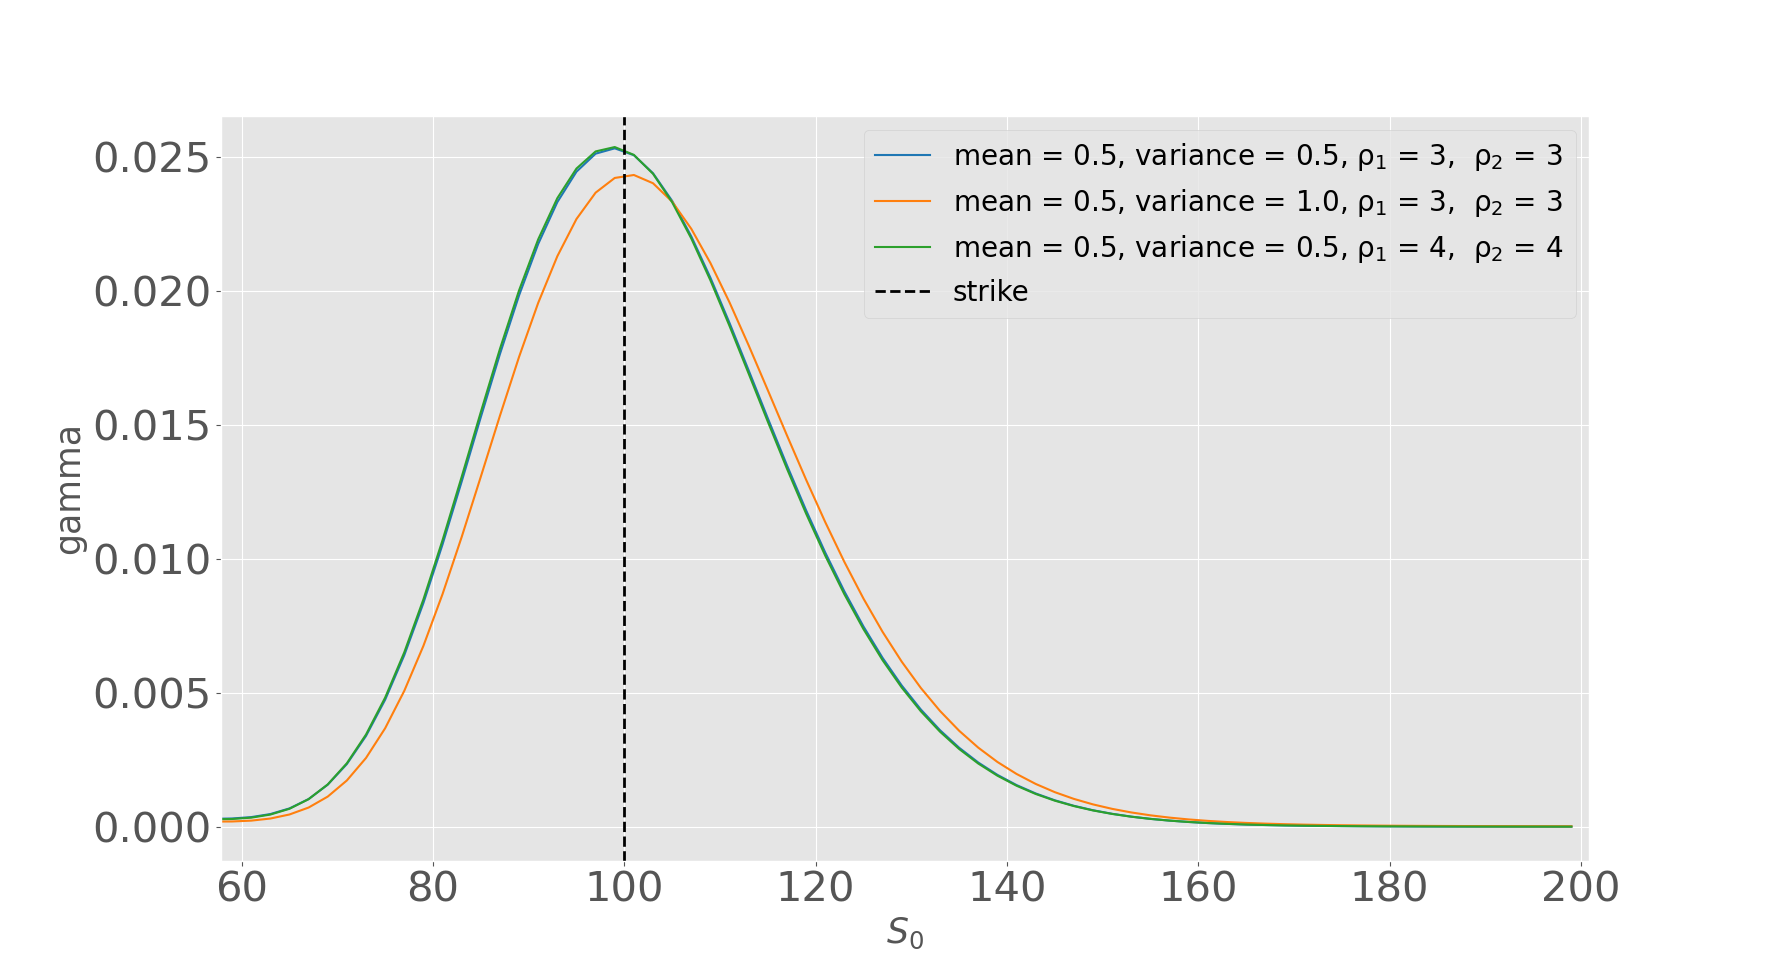 0.025
0.020
0.015
0.010
0.005
0.000
gamma
60 80 100 120 140 160 180 200
S₀
mean = 0.5, variance = 0.5, ρ₁ = 3, ρ₂ = 3
mean = 0.5, variance = 1.0, ρ₁ = 3, ρ₂ = 3
mean = 0.5, variance = 0.5, ρ₁ = 4, ρ₂ = 4
strike